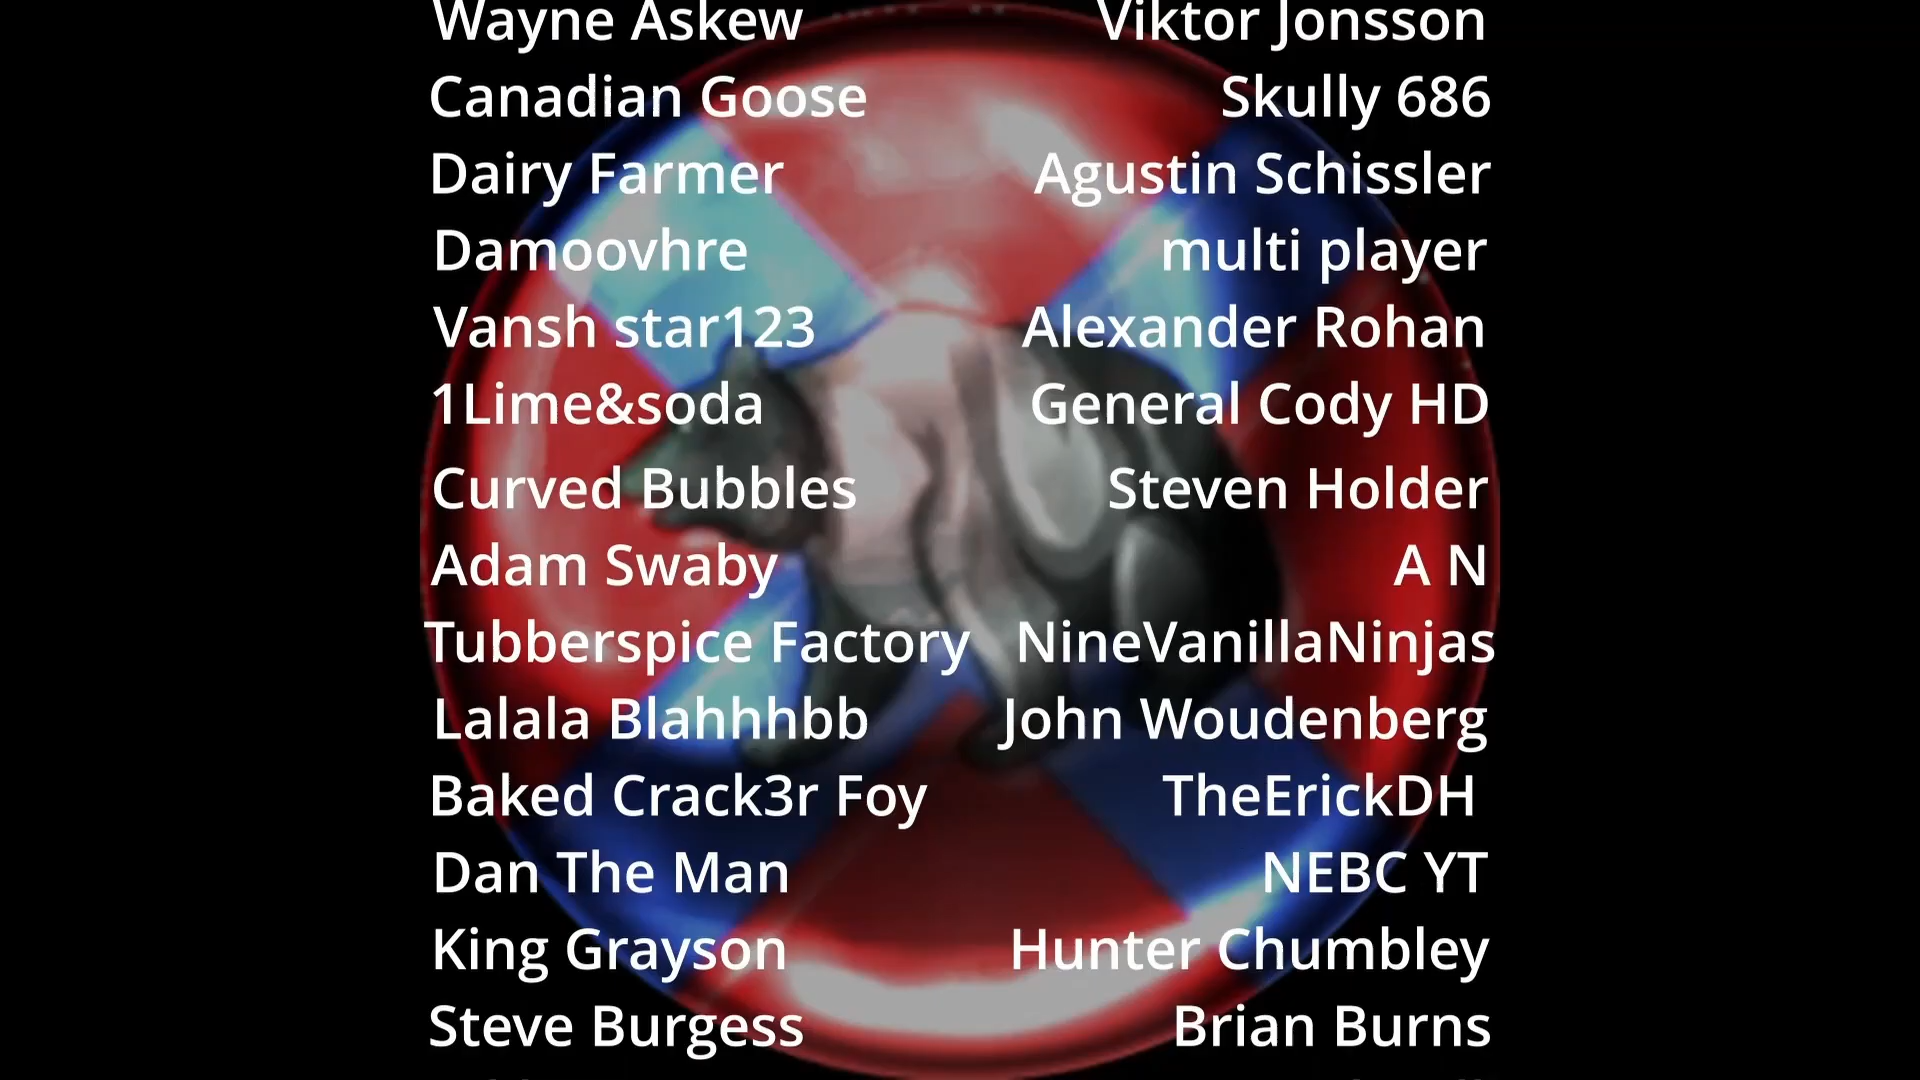 Wayne Askew Viktor Jonsson
Canadian Goose Skully 686
Dairy Farmer Agustin Schissler
Damoovhre multi player
Vansh star123 Alexander Rohan
1Lime&soda General Cody HD
Curved Bubbles Steven Holder
Adam Swaby A N
Tubberspice Factory NineVanillaNinjas
Lalala Blahhhbb John Woudenberg
Baked Crack3r Foy TheErickDH
Dan The Man NEBC YT
King Grayson Hunter Chumbley
Steve Burgess Brian Burns